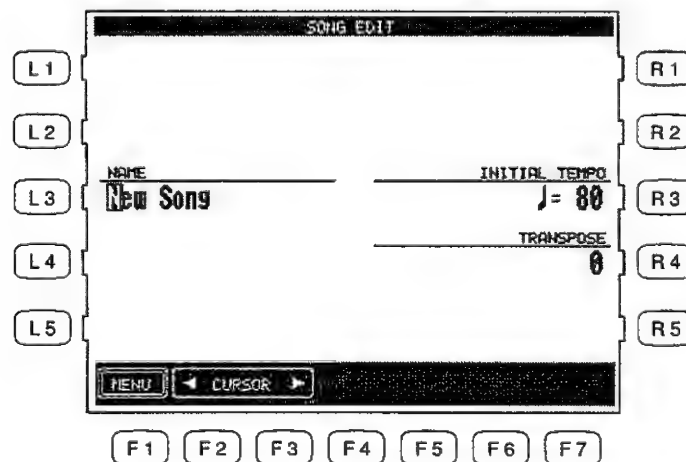 SONG EDIT
L1
R1
L2
R2
NAME
INITIAL TEMPO
L3
New Song
♩= 80
R3
TRANSPOSE
L4
0
R4
L5
R5
MENU ◄ CURSOR ►
F1 F2 F3 F4 F5 F6 F7